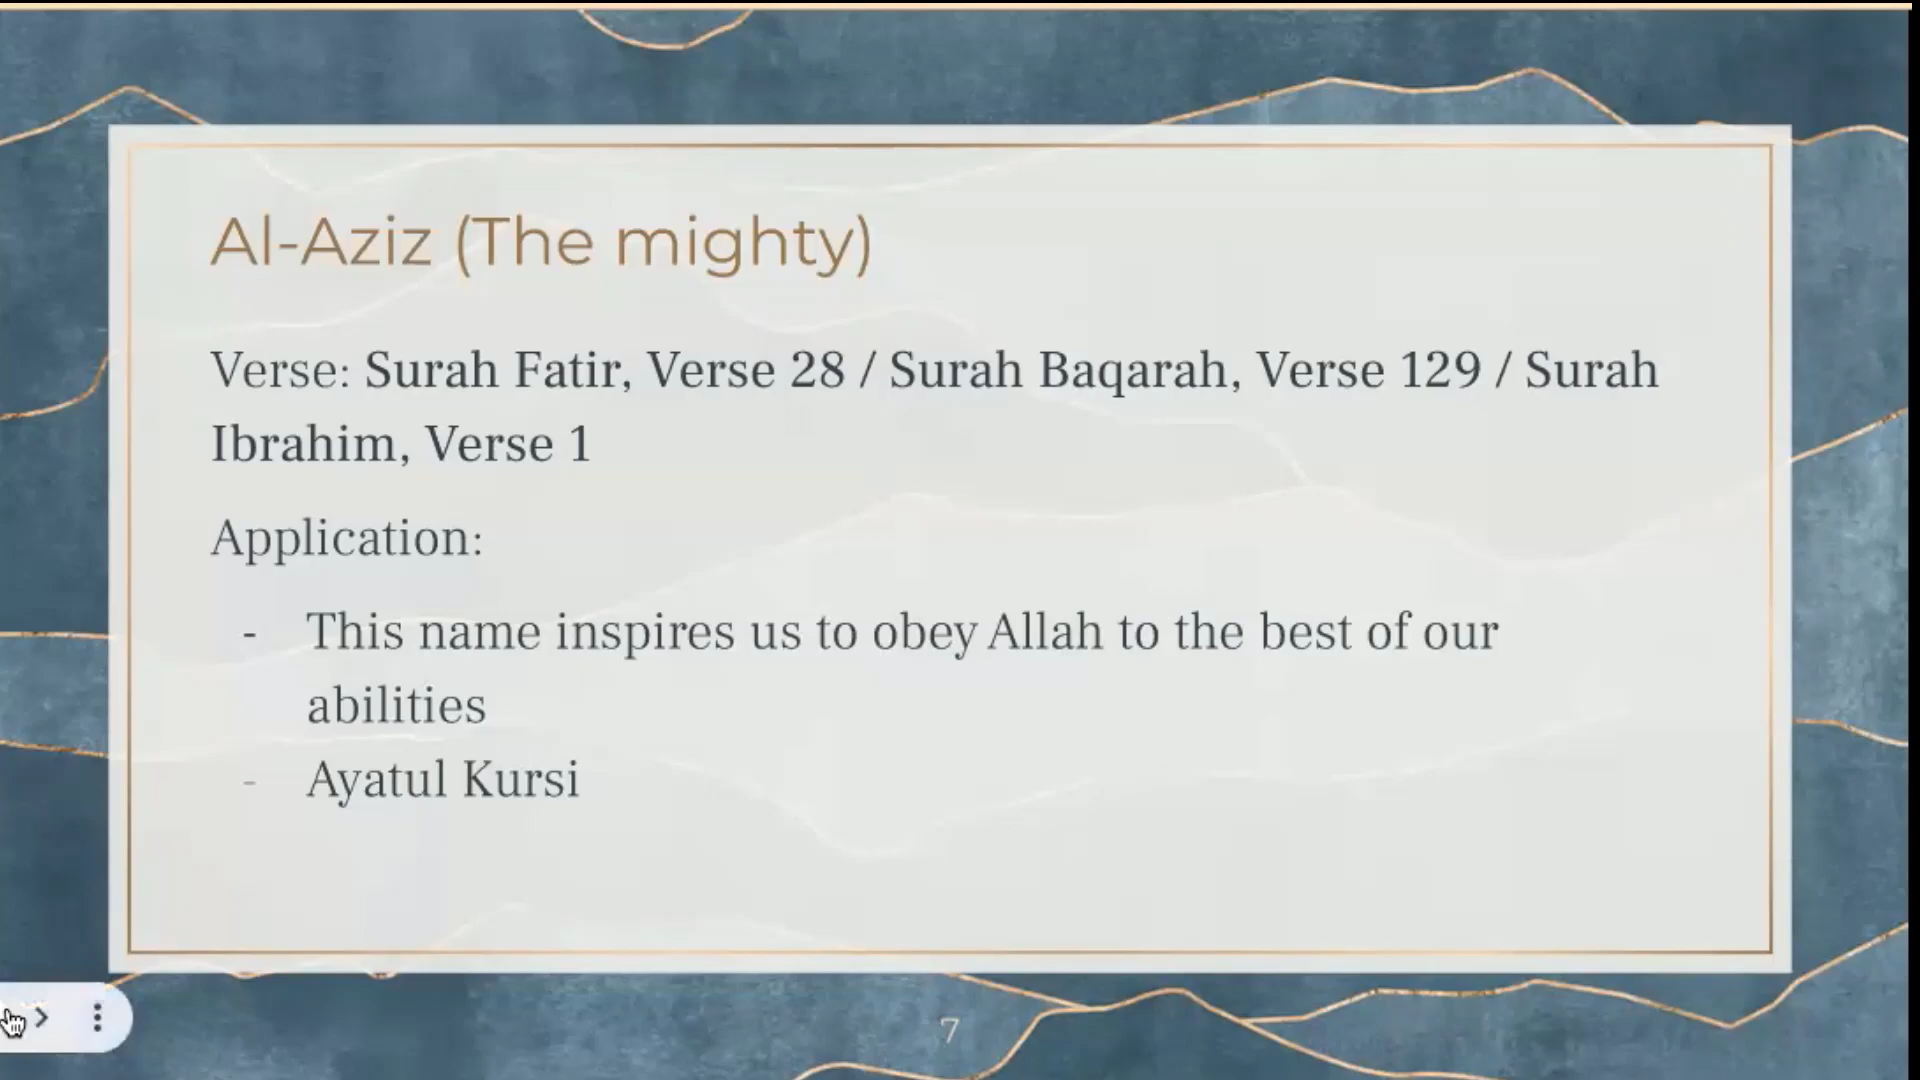 Al-Aziz (The mighty)
Verse: Surah Fatir, Verse 28 / Surah Baqarah, Verse 129 / Surah
Ibrahim, Verse 1
Application:
- This name inspires us to obey Allah to the best of our
abilities
- Ayatul Kursi
7